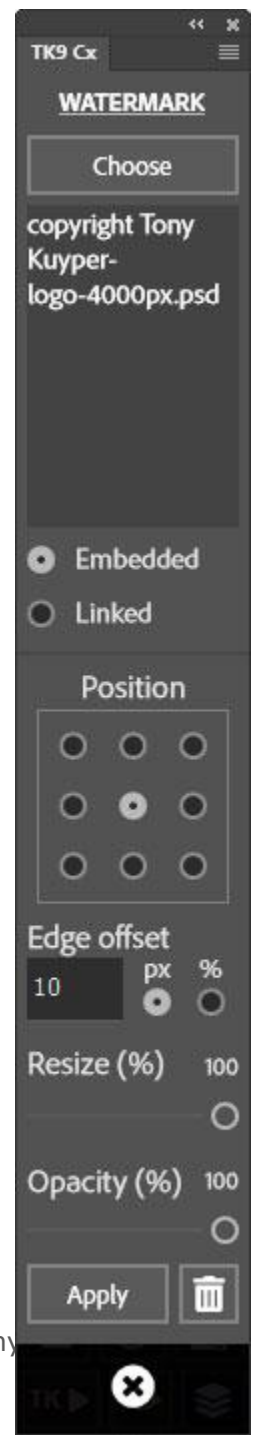 TK9 Cx
WATERMARK
Choose
copyright Tony
Kuyper-
logo-4000px.psd
Embedded
Linked
Position
Edge offset
10 px %
Resize (%) 100
Opacity (%) 100
Apply
TK